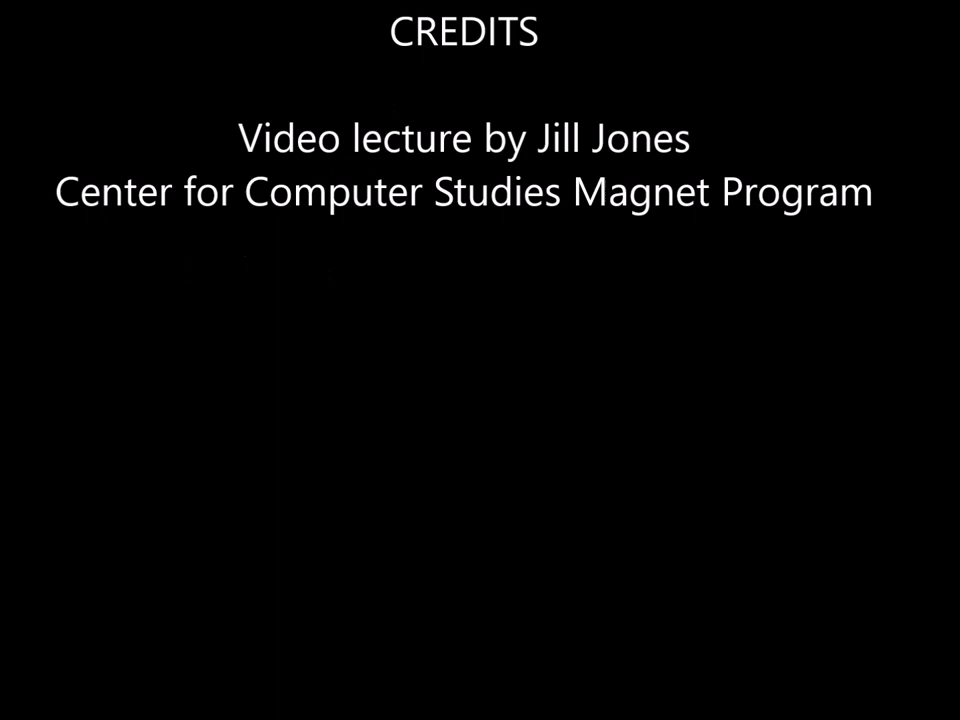 CREDITS
Video lecture by Jill Jones
Center for Computer Studies Magnet Program